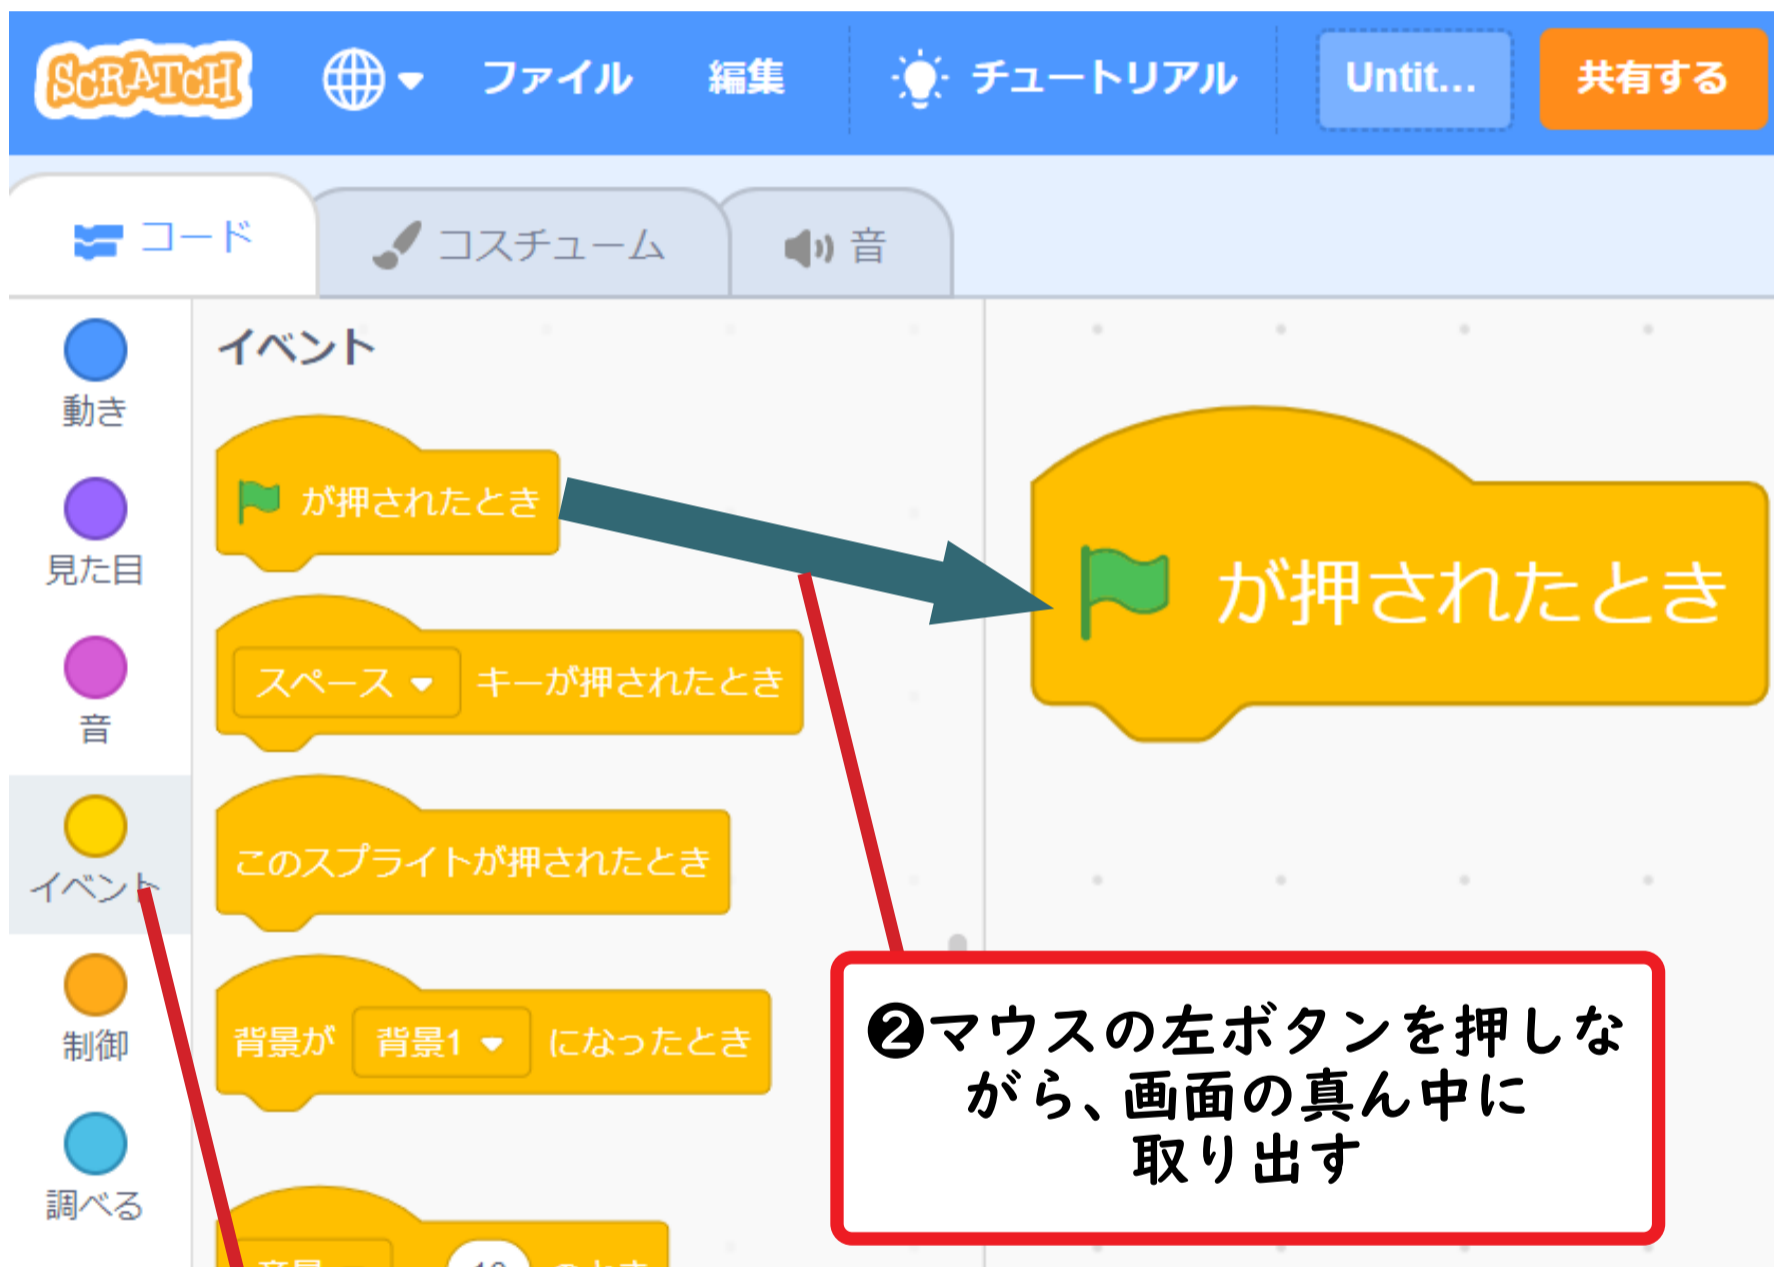 SCRATCH ファイル 編集 チュートリアル Untit... 共有する
コード コスチューム 音
動き
見た目
音
イベント
制御
調べる
イベント
が押されたとき
スペース キーが押されたとき
このスプライトが押されたとき
背景が 背景1 になったとき
が押されたとき
❷マウスの左ボタンを押しな
がら、画面の真ん中に
取り出す